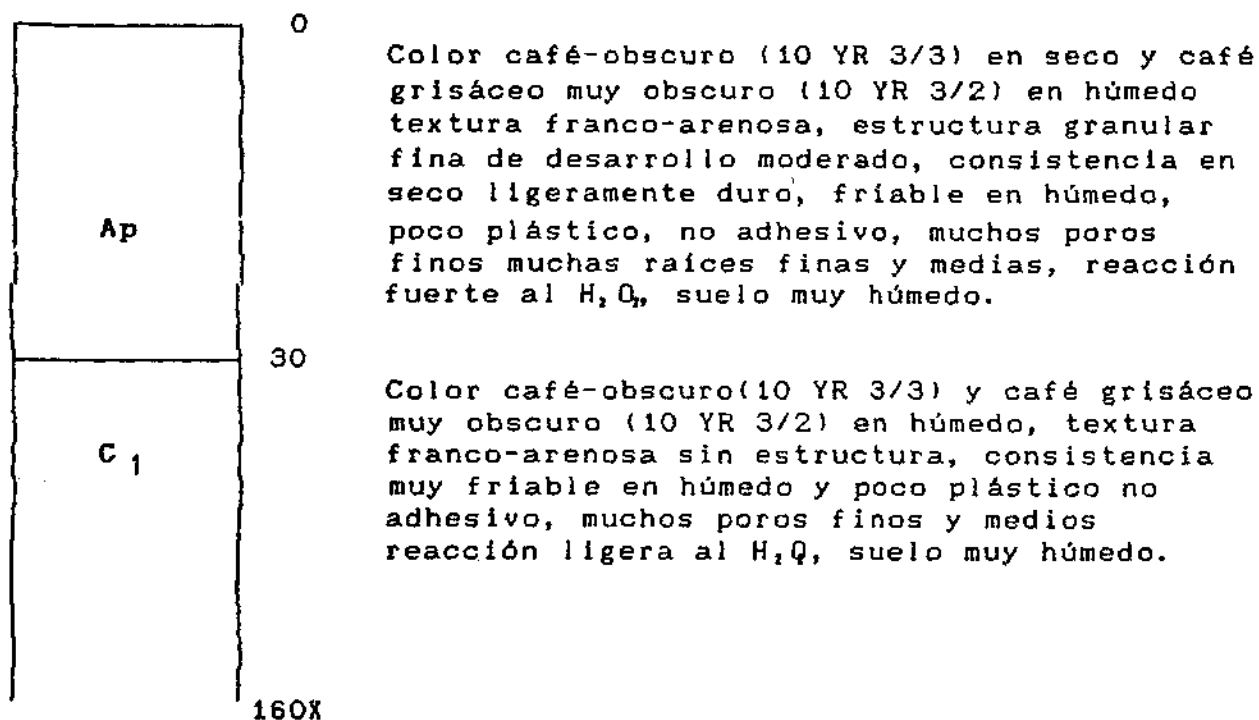 0
Color café-obscuro (10 YR 3/3) en seco y café
grisáceo muy obscuro (10 YR 3/2) en húmedo
textura franco-arenosa, estructura granular
fina de desarrollo moderado, consistencia en
seco ligeramente duro, friable en húmedo,
Ap
poco plástico, no adhesivo, muchos poros
finos muchas raíces finas y medias, reacción
fuerte al H₂O₂, suelo muy húmedo.
30
Color café-obscuro(10 YR 3/3) y café grisáceo
muy obscuro (10 YR 3/2) en húmedo, textura
C 1
franco-arenosa sin estructura, consistencia
muy friable en húmedo y poco plástico no
adhesivo, muchos poros finos y medios
reacción ligera al H₂O, suelo muy húmedo.
160X